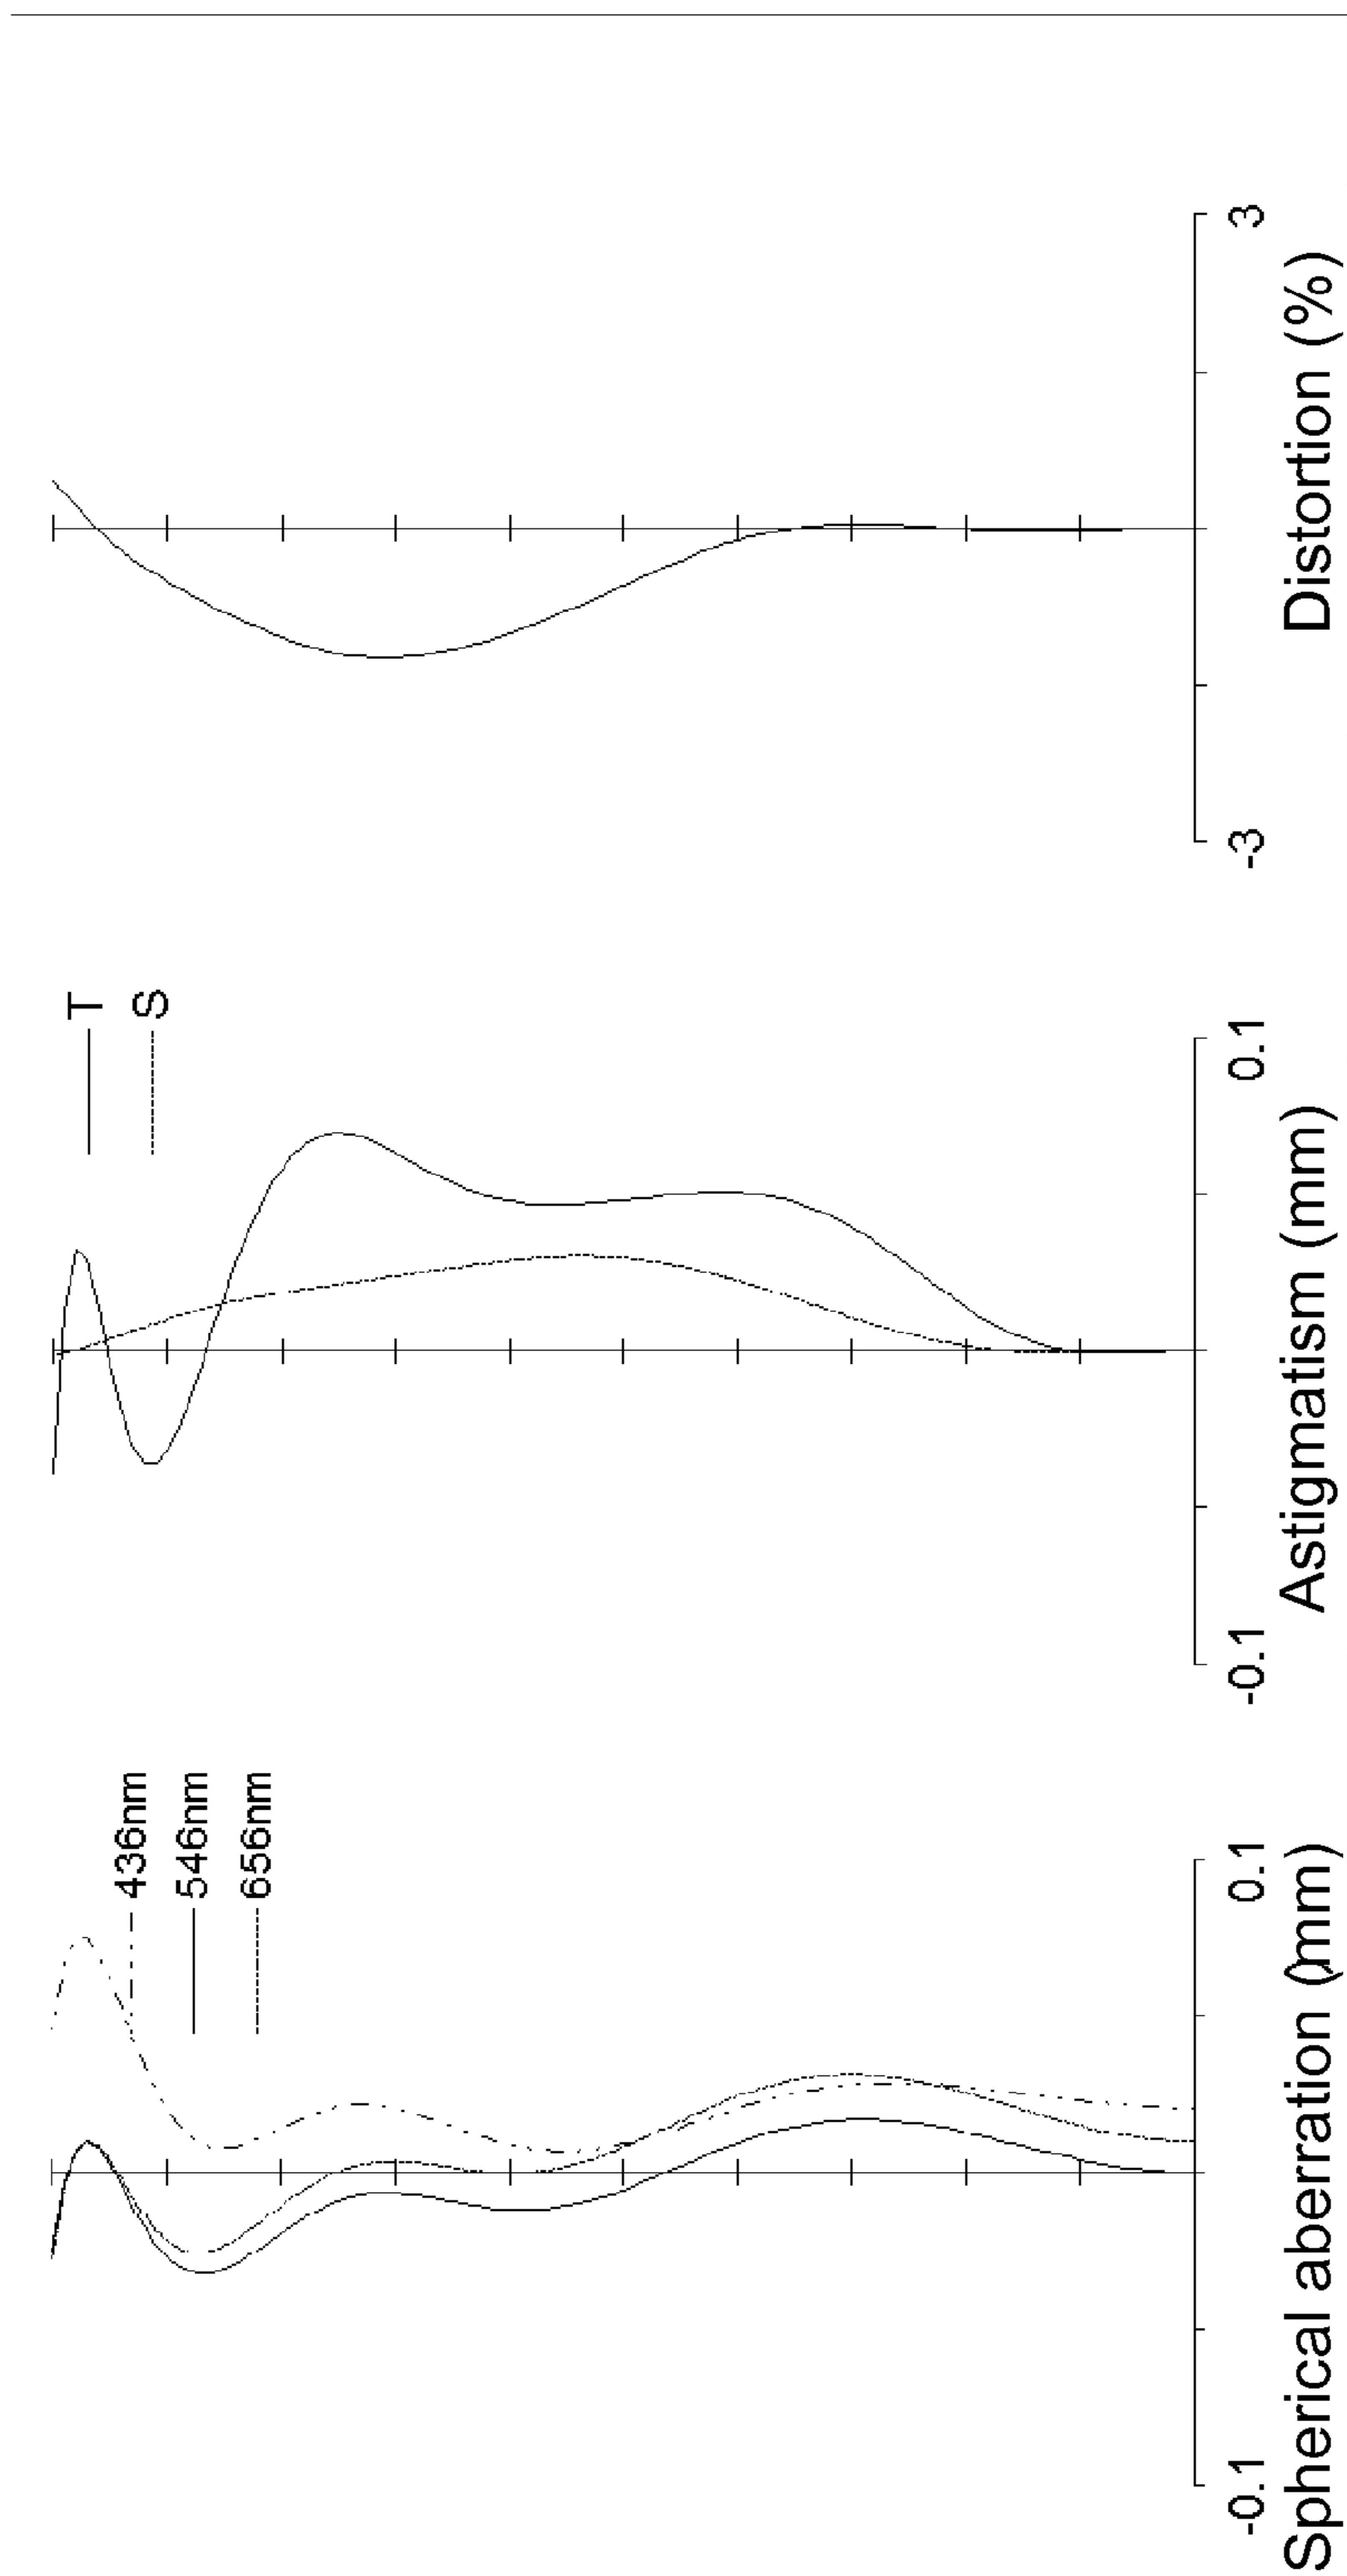 436nm
546nm
656nm
-0.1
0.1
Spherical aberration (mm)
T
S
-0.1
0.1
Astigmatism (mm)
-3
3
Distortion (%)